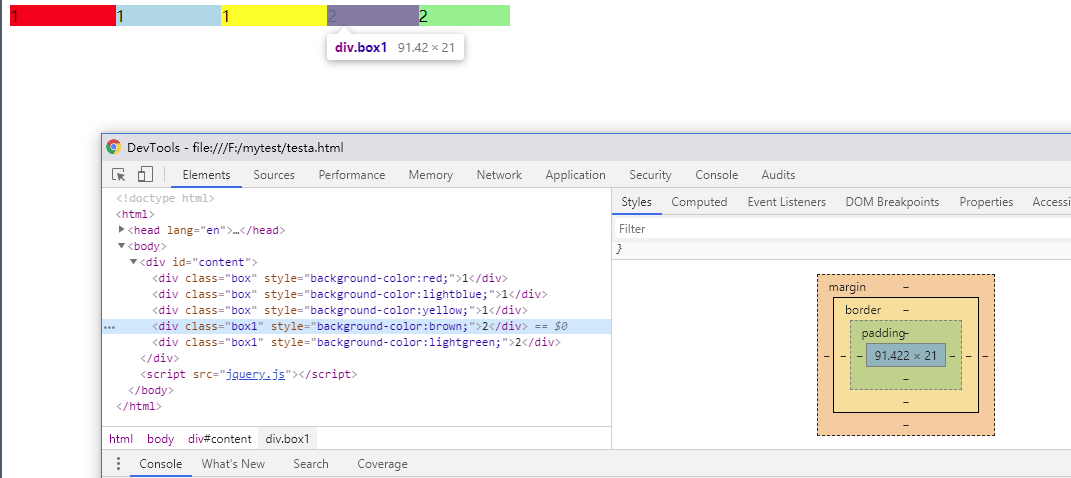 1 1 1 2 2
div.box1 91.42 × 21
DevTools - file:///F:/mytest/testa.html
Elements Sources Performance Memory Network Application Security Console Audits
<!doctype html>
<html>
<head lang="en">…</head>
<body>
<div id="content">
<div class="box" style="background-color:red;">1</div>
<div class="box" style="background-color:lightblue;">1</div>
<div class="box" style="background-color:yellow;">1</div>
… <div class="box1" style="background-color:brown;">2</div> == $0
<div class="box1" style="background-color:lightgreen;">2</div>
</div>
<script src="jquery.js"></script>
</body>
</html>
html body div#content div.box1
Styles Computed Event Listeners DOM Breakpoints Properties Accessi
Filter
}
margin –
border –
padding –
– – – 91.422 × 21 – – –
–
–
–
Console What's New Search Coverage